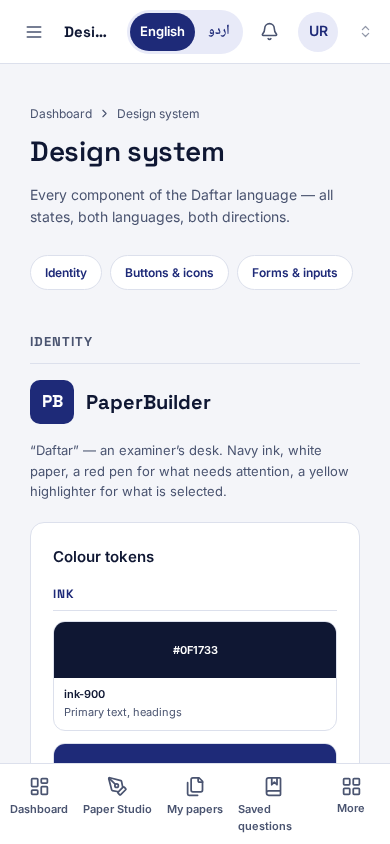 Desi...
English
اردو
UR
Dashboard > Design system
Design system
Every component of the Daftar language — all
states, both languages, both directions.
Identity
Buttons & icons
Forms & inputs
IDENTITY
PB
PaperBuilder
“Daftar” — an examiner’s desk. Navy ink, white
paper, a red pen for what needs attention, a yellow
highlighter for what is selected.
Colour tokens
INK
#0F1733
ink-900
Primary text, headings
Dashboard
Paper Studio
My papers
Saved
questions
More